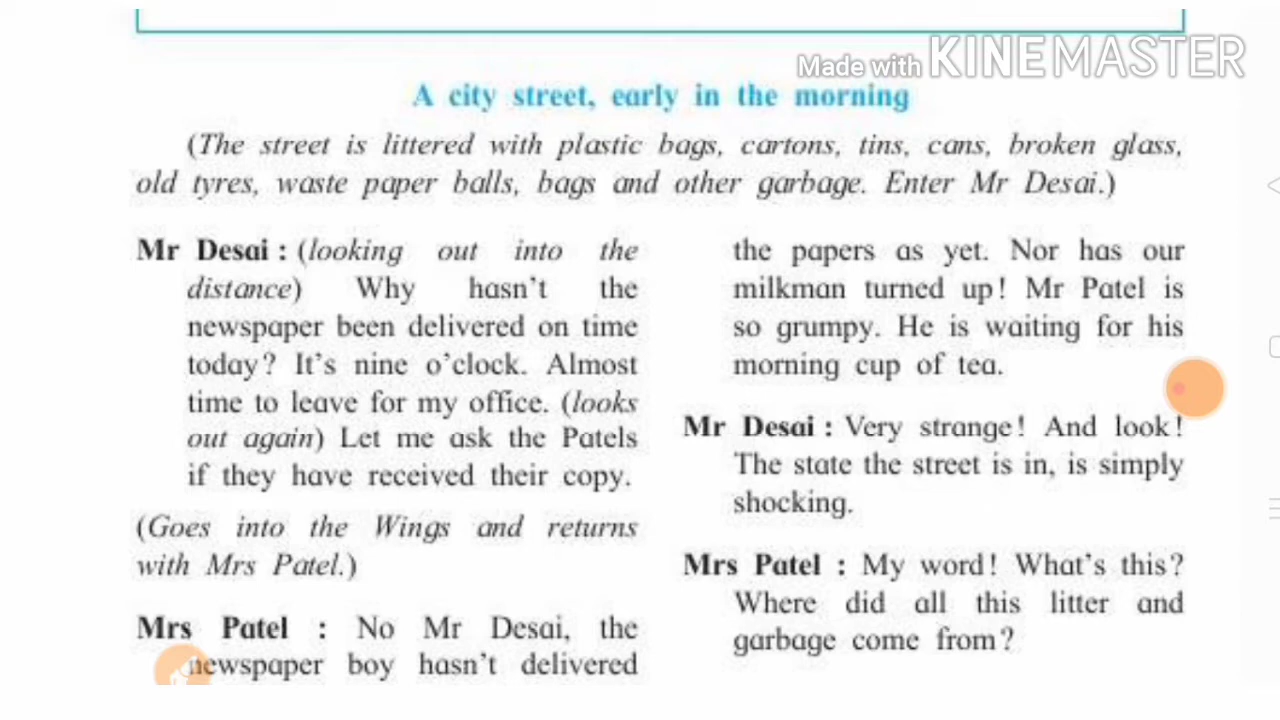 Made with KINEMASTER
A city street, early in the morning
(The street is littered with plastic bags, cartons, tins, cans, broken glass,
old tyres, waste paper balls, bags and other garbage. Enter Mr Desai.)
Mr Desai : (looking out into the
distance) Why hasn't the
newspaper been delivered on time
today? It's nine o'clock. Almost
time to leave for my office. (looks
out again) Let me ask the Patels
if they have received their copy.
(Goes into the Wings and returns
with Mrs Patel.)
Mrs Patel : No Mr Desai, the
newspaper boy hasn't delivered
the papers as yet. Nor has our
milkman turned up! Mr Patel is
so grumpy. He is waiting for his
morning cup of tea.
Mr Desai : Very strange! And look!
The state the street is in, is simply
shocking.
Mrs Patel : My word! What's this?
Where did all this litter and
garbage come from?